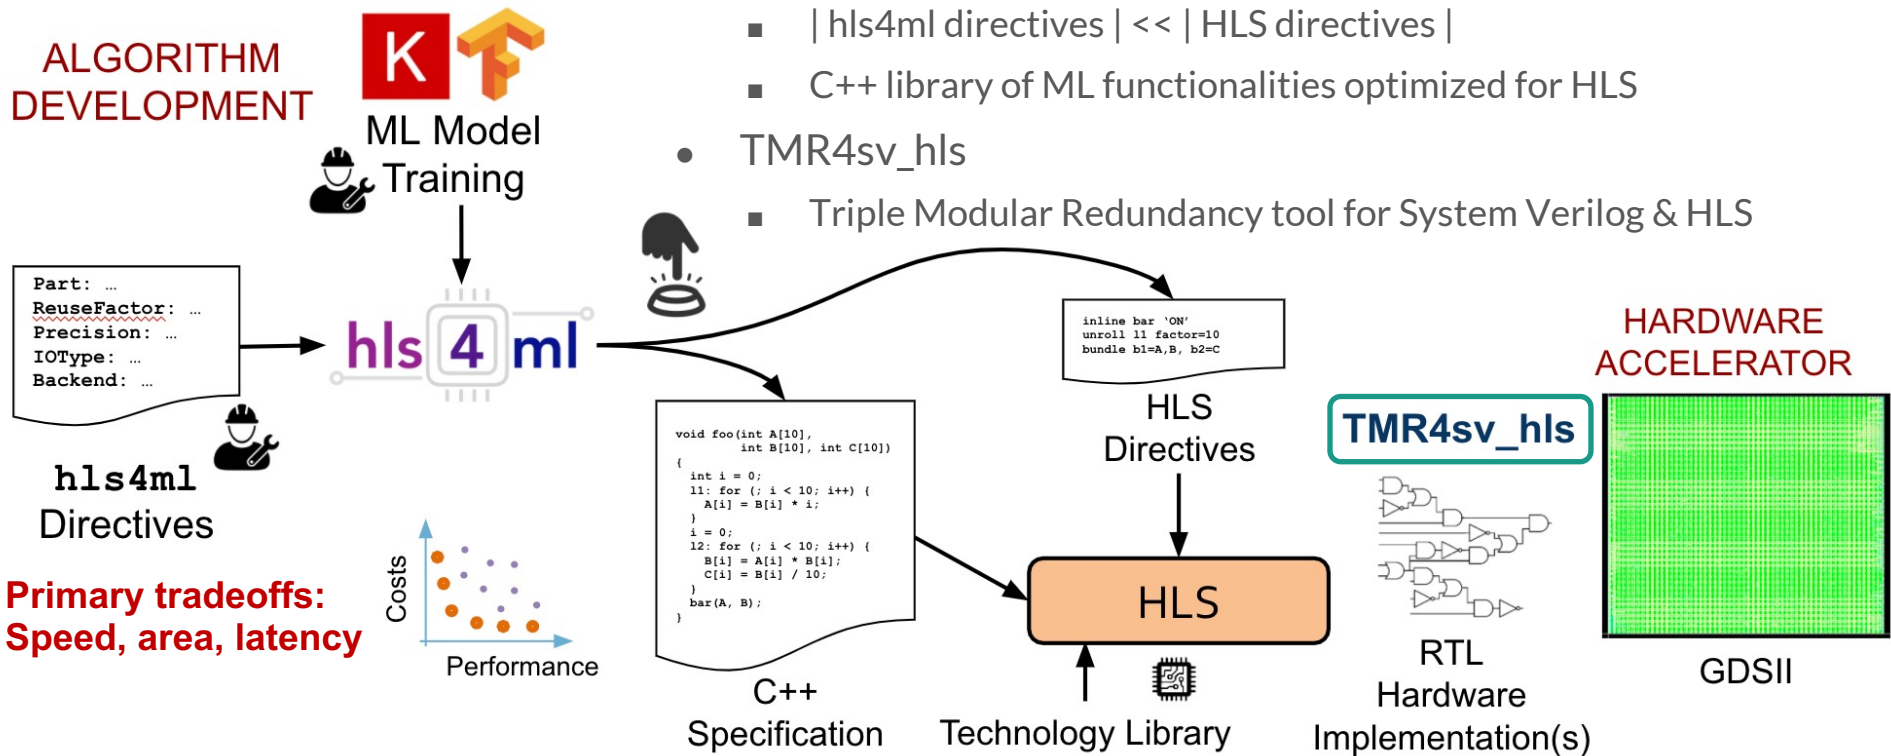 ■ | hls4ml directives | << | HLS directives |
■ C++ library of ML functionalities optimized for HLS
● TMR4sv_hls
■ Triple Modular Redundancy tool for System Verilog & HLS
ALGORITHM
DEVELOPMENT
K
ML Model
Training
Part: …
ReuseFactor: …
Precision: …
IOType: …
Backend: …
hls4ml
Directives
hls 4 ml
Primary tradeoffs:
Speed, area, latency
Costs
Performance
void foo(int A[10],
int B[10], int C[10])
{
int i = 0;
l1: for (; i < 10; i++) {
A[i] = B[i] * i;
}
i = 0;
l2: for (; i < 10; i++) {
B[i] = A[i] * B[i];
C[i] = B[i] / 10;
}
bar(A, B);
}
C++
Specification
inline bar ‘ON’
unroll l1 factor=10
bundle b1=A,B, b2=C
HLS
Directives
HLS
Technology Library
TMR4sv_hls
RTL
Hardware
Implementation(s)
HARDWARE
ACCELERATOR
GDSII